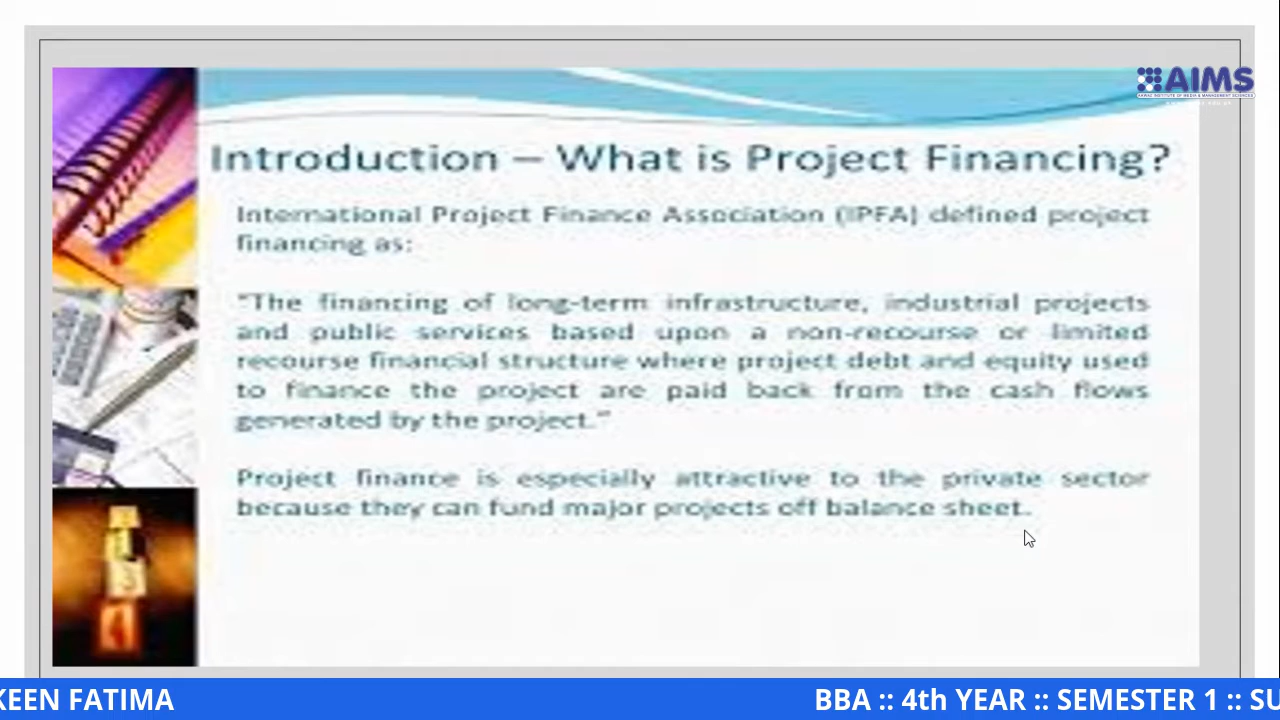 AIMS
Introduction – What is Project Financing?
International Project Finance Association (IPFA) defined project
financing as:
"The financing of long-term infrastructure, industrial projects
and public services based upon a non-recourse or limited
recourse financial structure where project debt and equity used
to finance the project are paid back from the cash flows
generated by the project."
Project finance is especially attractive to the private sector
because they can fund major projects off balance sheet.
KEEN FATIMA
BBA :: 4th YEAR :: SEMESTER 1 :: SU